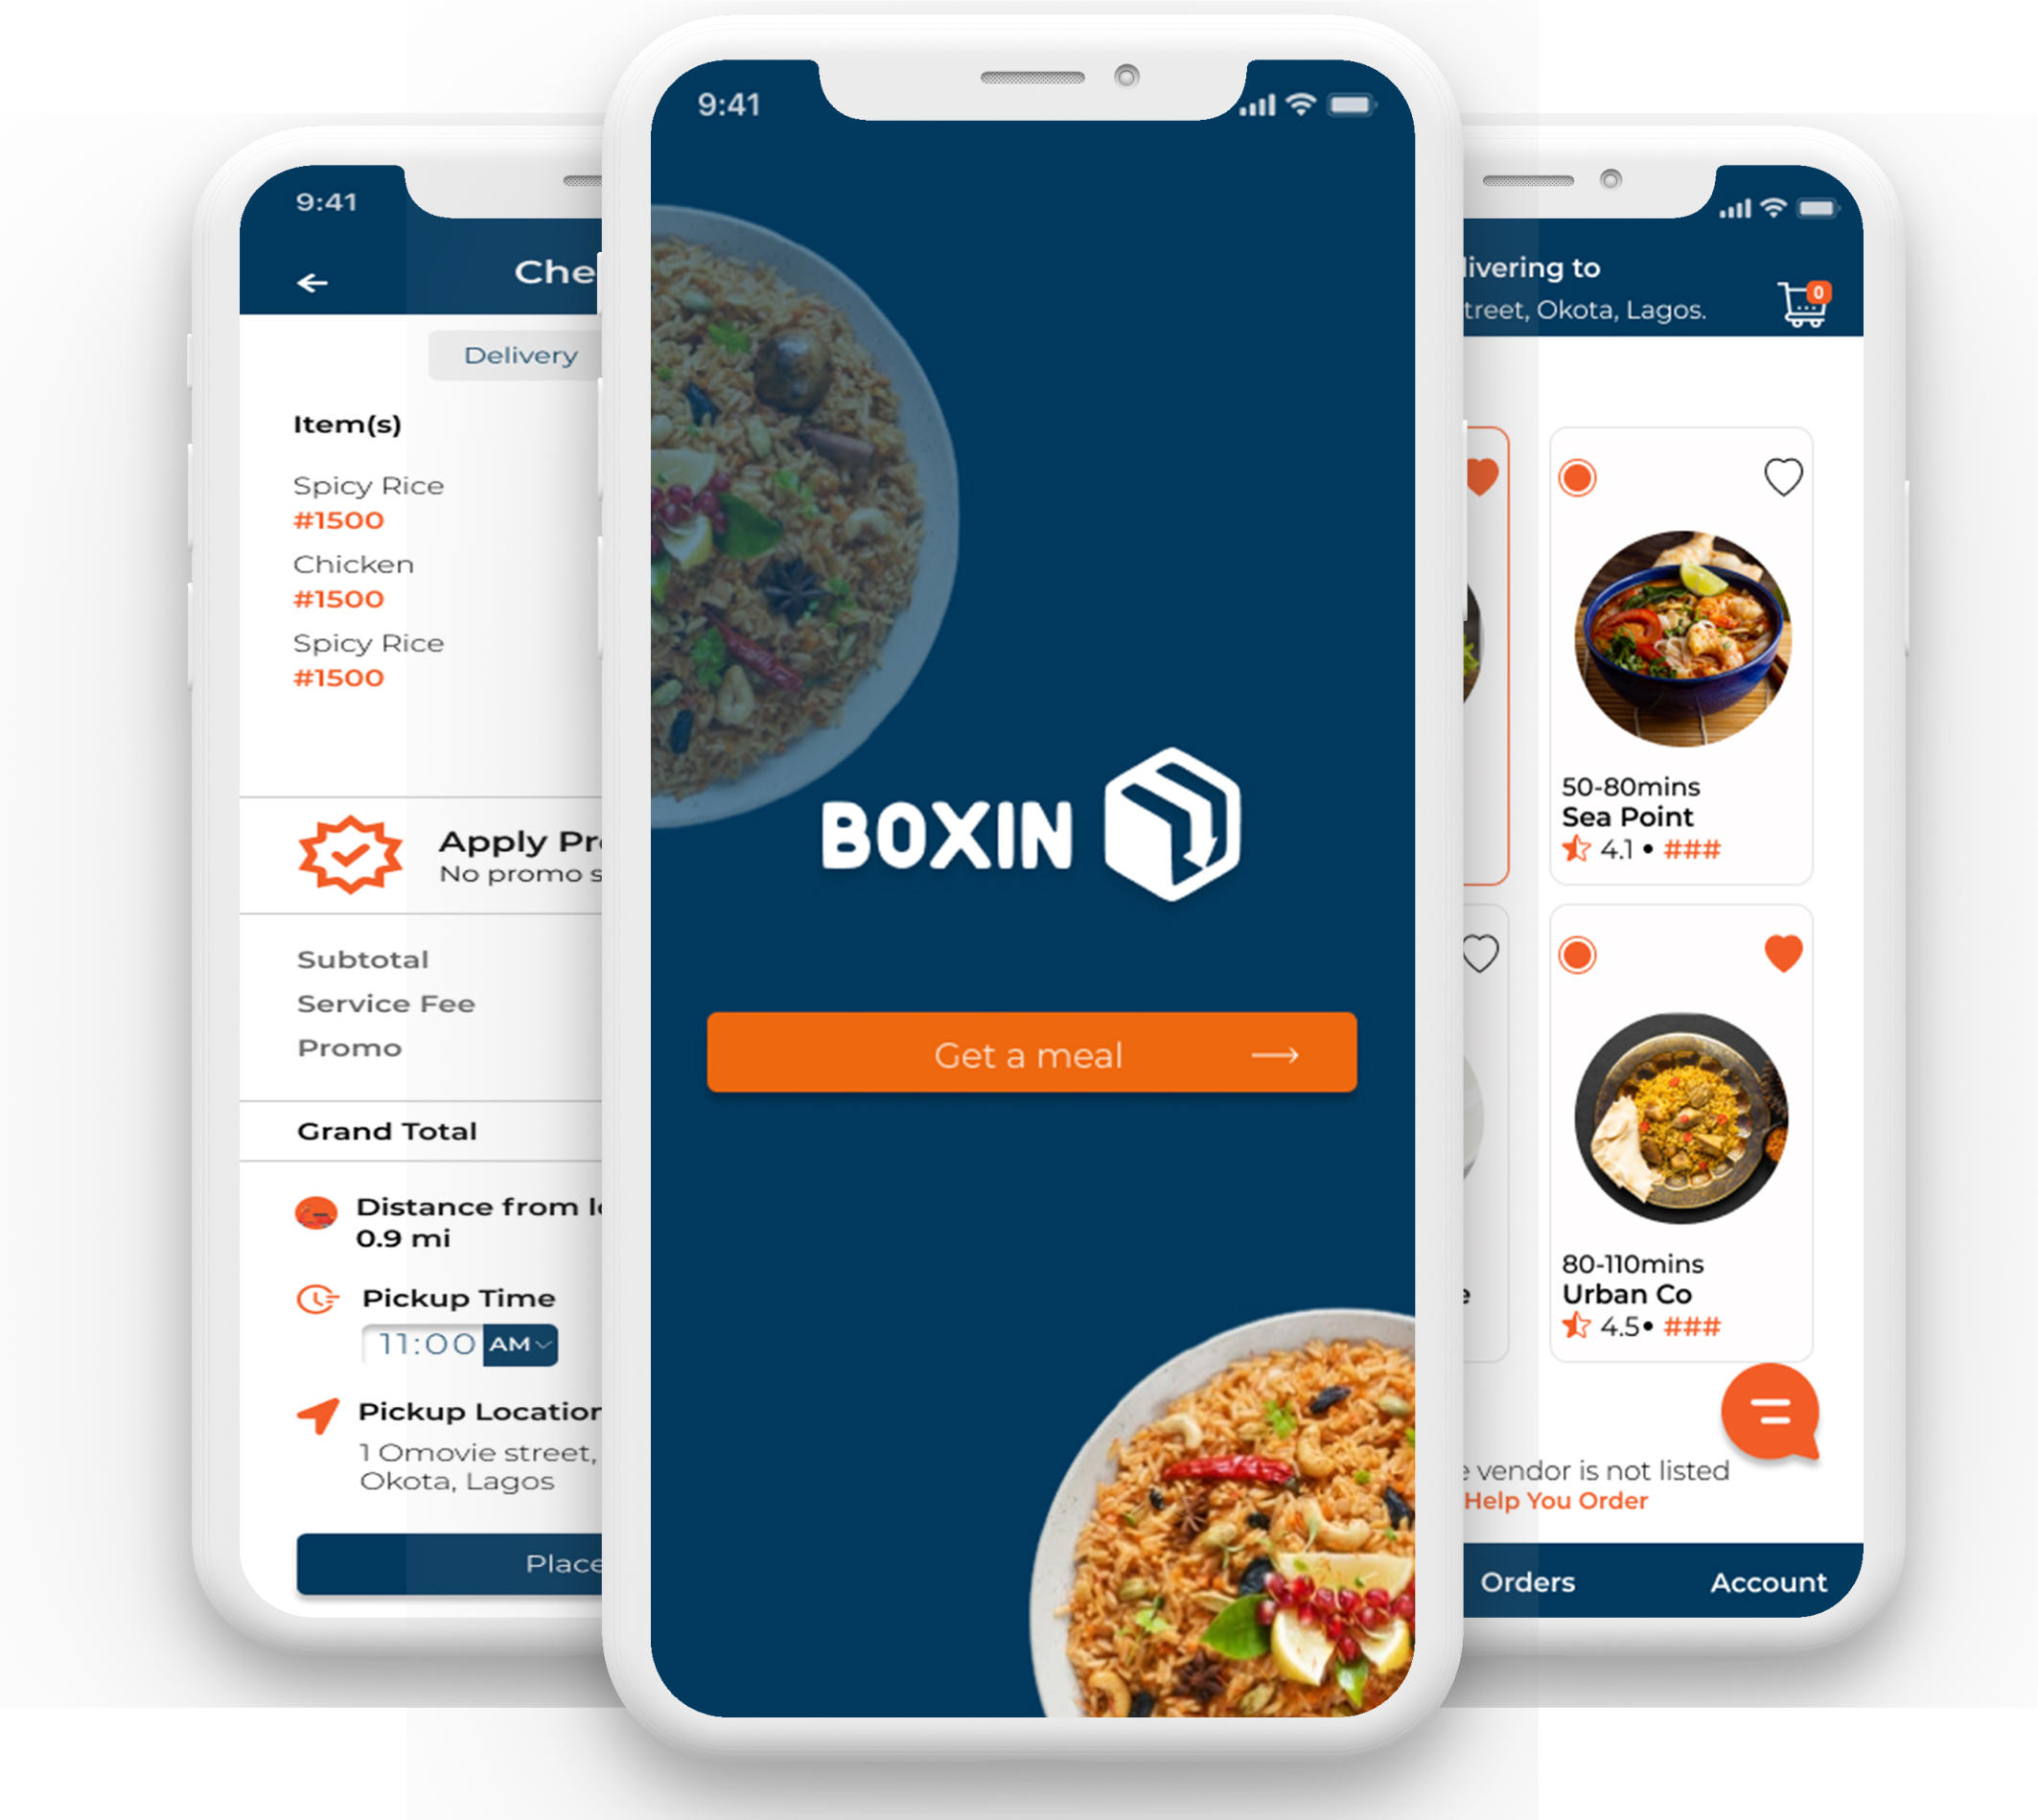 9:41
Che
Delivery
Item(s)
Spicy Rice
#1500
Chicken
#1500
Spicy Rice
#1500
Apply Pr
No promo s
Subtotal
Service Fee
Promo
Grand Total
Distance from l
0.9 mi
Pickup Time
11:00 AM
Pickup Location
1 Omovie street,
Okota, Lagos
Place
9:41
BOXIN
Get a meal
livering to
treet, Okota, Lagos.
0
50-80mins
Sea Point
4.1 • ###
80-110mins
Urban Co
4.5 • ###
e
e vendor is not listed
Help You Order
Orders
Account